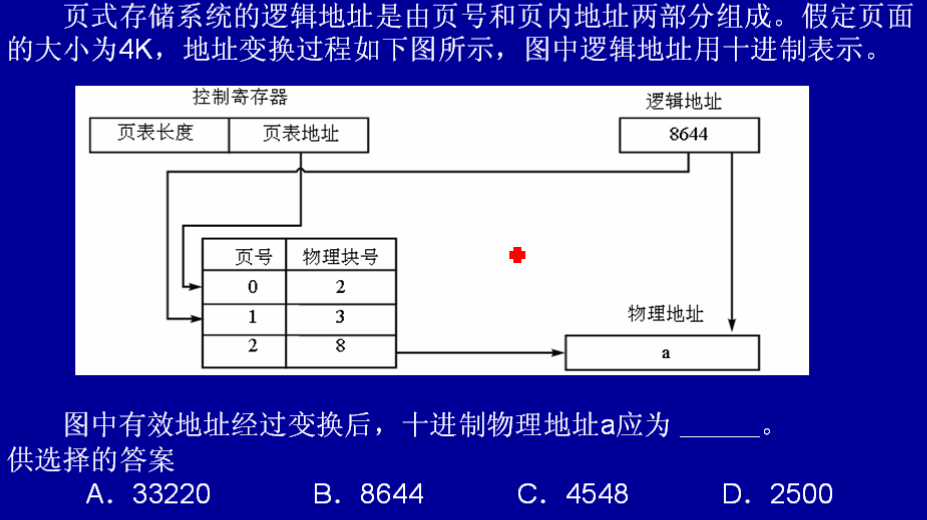 页式存储系统的逻辑地址是由页号和页内地址两部分组成。假定页面
的大小为4K，地址变换过程如下图所示，图中逻辑地址用十进制表示。
控制寄存器 逻辑地址
页表长度 页表地址 8644
页号 物理块号
0 2
物理地址
1 3
2 8 a
图中有效地址经过变换后，十进制物理地址a应为 ______。
供选择的答案
A．33220 B．8644 C．4548 D．2500